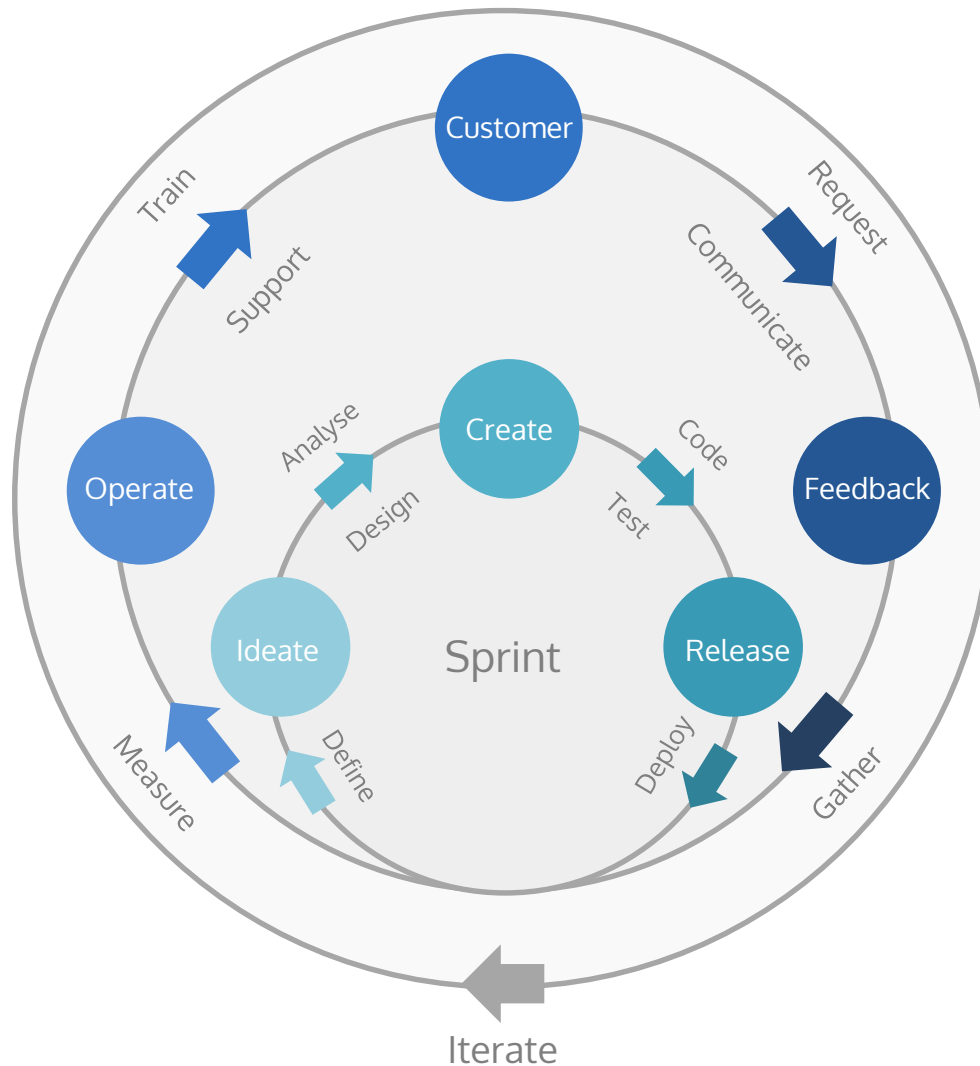 Customer
Train
Request
Support
Communicate
Create
Analyse
Code
Operate
Feedback
Design
Test
Ideate
Sprint
Release
Measure
Define
Deploy
Gather
Iterate